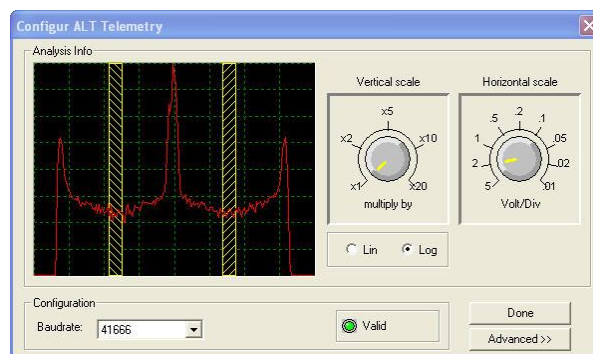 Configur ALT Telemetry
Analysis Info
Vertical scale
x1
x2
x5
x10
x20
multiply by
Horizontal scale
5
2
1
.5
.2
.1
.05
.02
.01
Volt/Div
Lin
Log
Configuration
Baudrate:
41666
Valid
Done
Advanced >>